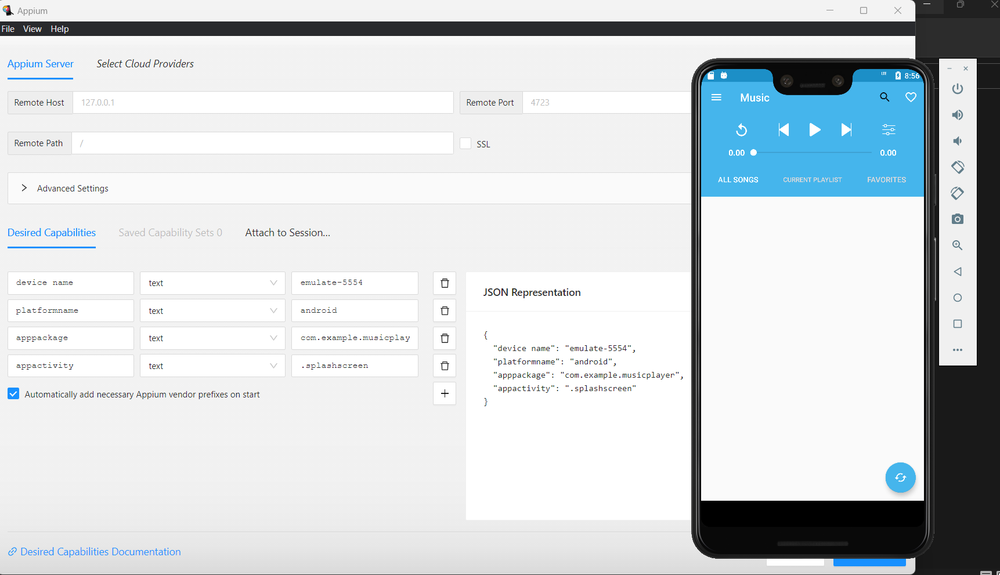 Appium
File View Help
Appium Server Select Cloud Providers
Remote Host 127.0.0.1 Remote Port 4723
Remote Path / SSL
Advanced Settings
Desired Capabilities Saved Capability Sets 0 Attach to Session...
device name text emulate-5554
platformname text android
apppackage text com.example.musicplay
appactivity text .splashscreen
Automatically add necessary Appium vendor prefixes on start
JSON Representation
{
"device name": "emulate-5554",
"platformname": "android",
"apppackage": "com.example.musicplayer",
"appactivity": ".splashscreen"
}
Desired Capabilities Documentation
LTE 8:56
Music
0.00 0.00
ALL SONGS CURRENT PLAYLIST FAVORITES